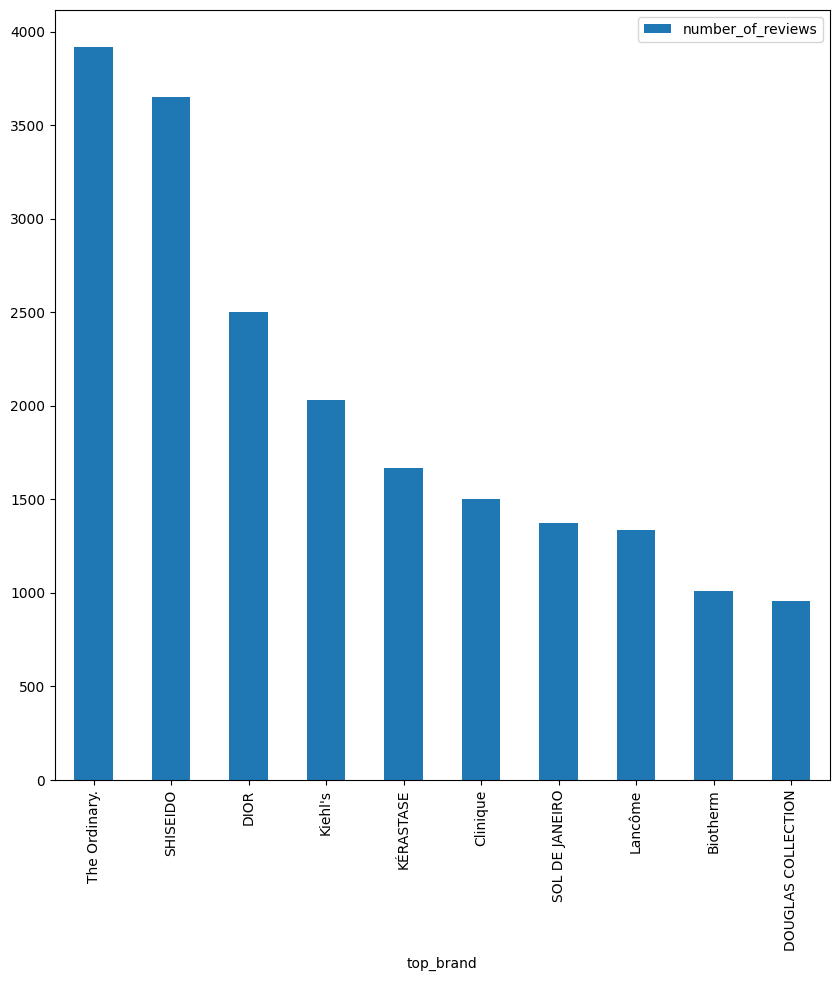 number_of_reviews
4000
3500
3000
2500
2000
1500
1000
500
0
The Ordinary.
SHISEIDO
DIOR
Kiehl's
KÉRASTASE
Clinique
SOL DE JANEIRO
Lancôme
Biotherm
DOUGLAS COLLECTION
top_brand